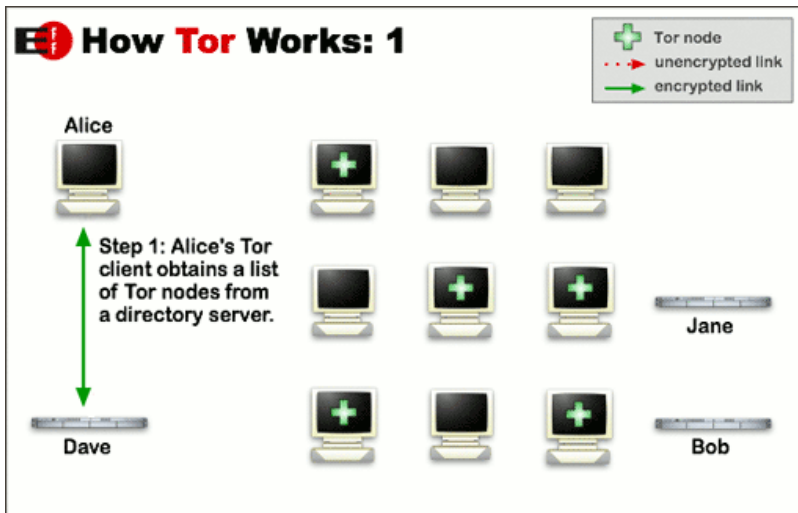 EFF How Tor Works: 1
Tor node
unencrypted link
encrypted link
Alice
Step 1: Alice's Tor
client obtains a list
of Tor nodes from
a directory server.
Jane
Dave
Bob